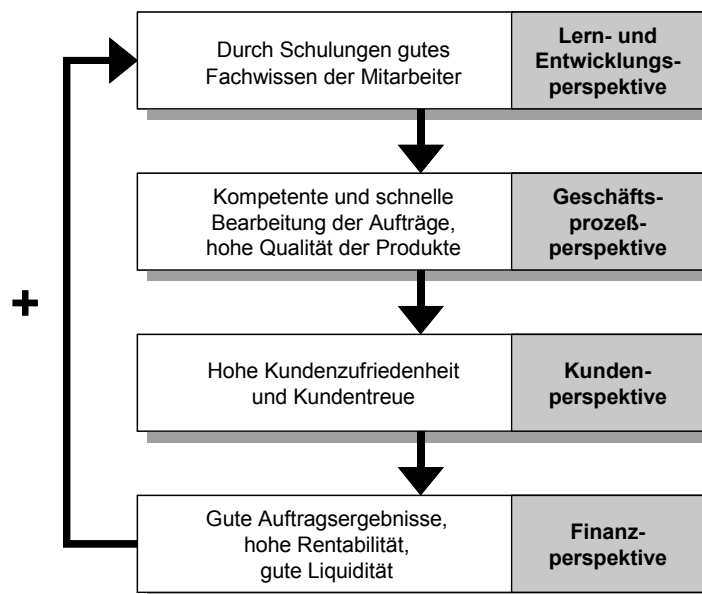 Durch Schulungen gutes
Fachwissen der Mitarbeiter
Lern- und
Entwicklungs-
perspektive
Kompetente und schnelle
Bearbeitung der Aufträge,
hohe Qualität der Produkte
Geschäfts-
prozeß-
perspektive
+
Hohe Kundenzufriedenheit
und Kundentreue
Kunden-
perspektive
Gute Auftragsergebnisse,
hohe Rentabilität,
gute Liquidität
Finanz-
perspektive